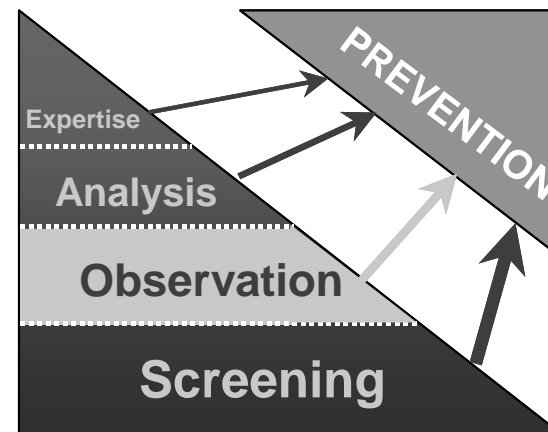 PREVENTION
Expertise
Analysis
Observation
Screening